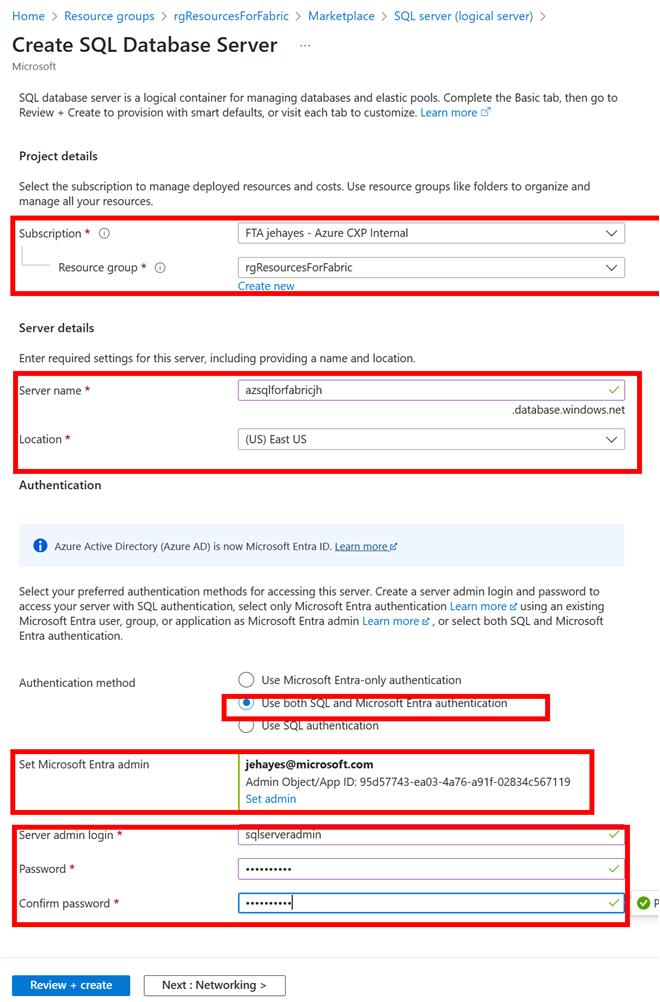 Home > Resource groups > rgResourcesForFabric > Marketplace > SQL server (logical server) >
Create SQL Database Server ...
Microsoft
SQL database server is a logical container for managing databases and elastic pools. Complete the Basic tab, then go to
Review + Create to provision with smart defaults, or visit each tab to customize. Learn more
Project details
Select the subscription to manage deployed resources and costs. Use resource groups like folders to organize and
manage all your resources.
Subscription * FTA jehayes - Azure CXP Internal
Resource group * rgResourcesForFabric
Create new
Server details
Enter required settings for this server, including providing a name and location.
Server name * azsqlforfabricjh
.database.windows.net
Location * (US) East US
Authentication
Azure Active Directory (Azure AD) is now Microsoft Entra ID. Learn more
Select your preferred authentication methods for accessing this server. Create a server admin login and password to
access your server with SQL authentication, select only Microsoft Entra authentication Learn more using an existing
Microsoft Entra user, group, or application as Microsoft Entra admin Learn more , or select both SQL and Microsoft
Entra authentication.
Authentication method Use Microsoft Entra-only authentication
Use both SQL and Microsoft Entra authentication
Use SQL authentication
Set Microsoft Entra admin jehayes@microsoft.com
Admin Object/App ID: 95d57743-ea03-4a76-a91f-02834c567119
Set admin
Server admin login * sqlserveradmin
Password * ••••••••••
Confirm password * ••••••••••
P
Review + create Next : Networking >